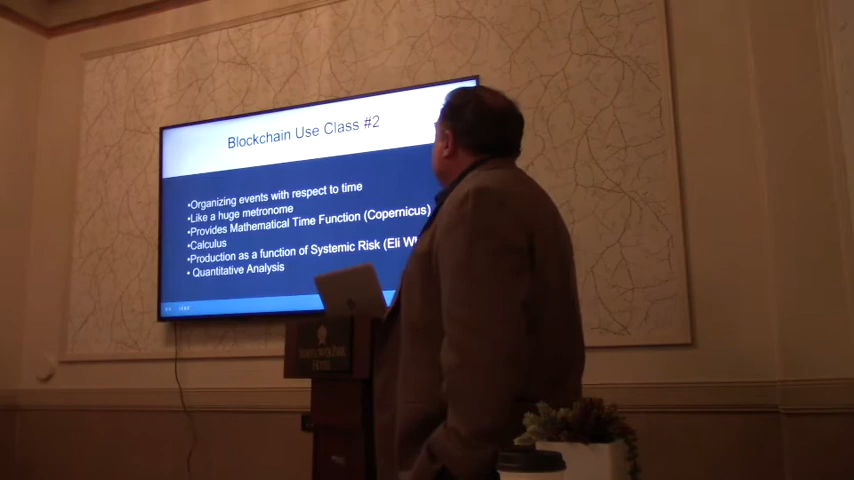 Blockchain Use Class #2
•Organizing events with respect to time
•Like a huge metronome
•Provides Mathematical Time Function (Copernicus)
•Calculus
•Production as a function of Systemic Risk (Eli
• Quantitative Analysis